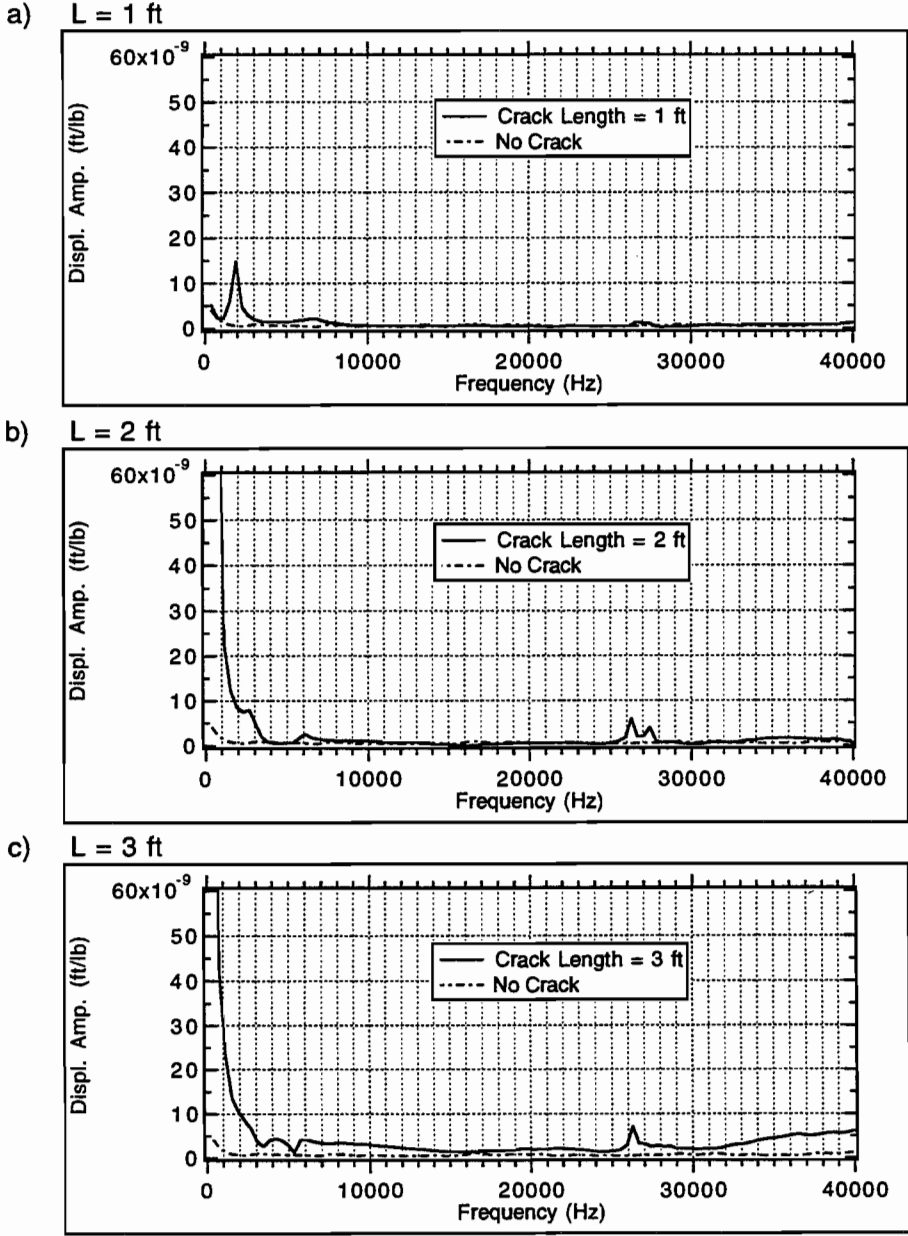 a) L = 1 ft
60x10⁻⁹
50
40
30
20
10
0
Displ. Amp. (ft/lb)
Crack Length = 1 ft
No Crack
0 10000 20000 30000 40000
Frequency (Hz)
b) L = 2 ft
60x10⁻⁹
50
40
30
20
10
0
Displ. Amp. (ft/lb)
Crack Length = 2 ft
No Crack
0 10000 20000 30000 40000
Frequency (Hz)
c) L = 3 ft
60x10⁻⁹
50
40
30
20
10
0
Displ. Amp. (ft/lb)
Crack Length = 3 ft
No Crack
0 10000 20000 30000 40000
Frequency (Hz)